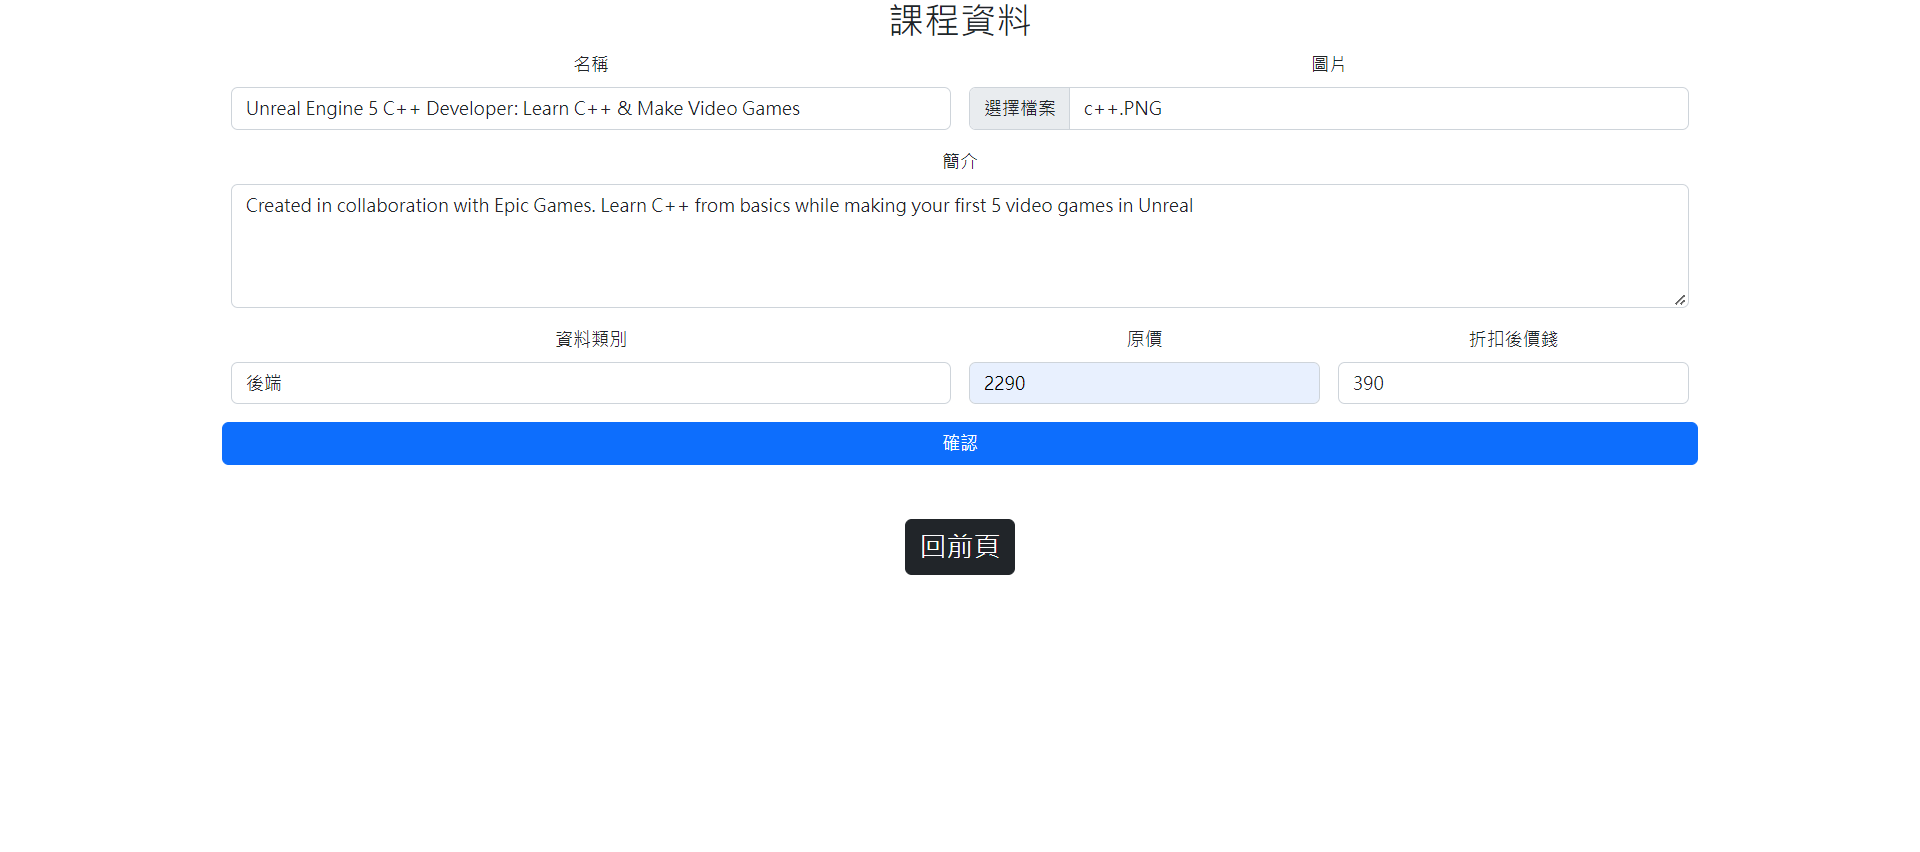 課程資料
名稱
圖片
Unreal Engine 5 C++ Developer: Learn C++ & Make Video Games
選擇檔案 c++.PNG
簡介
Created in collaboration with Epic Games. Learn C++ from basics while making your first 5 video games in Unreal
資料類別
原價
折扣後價錢
後端
2290
390
確認
回前頁